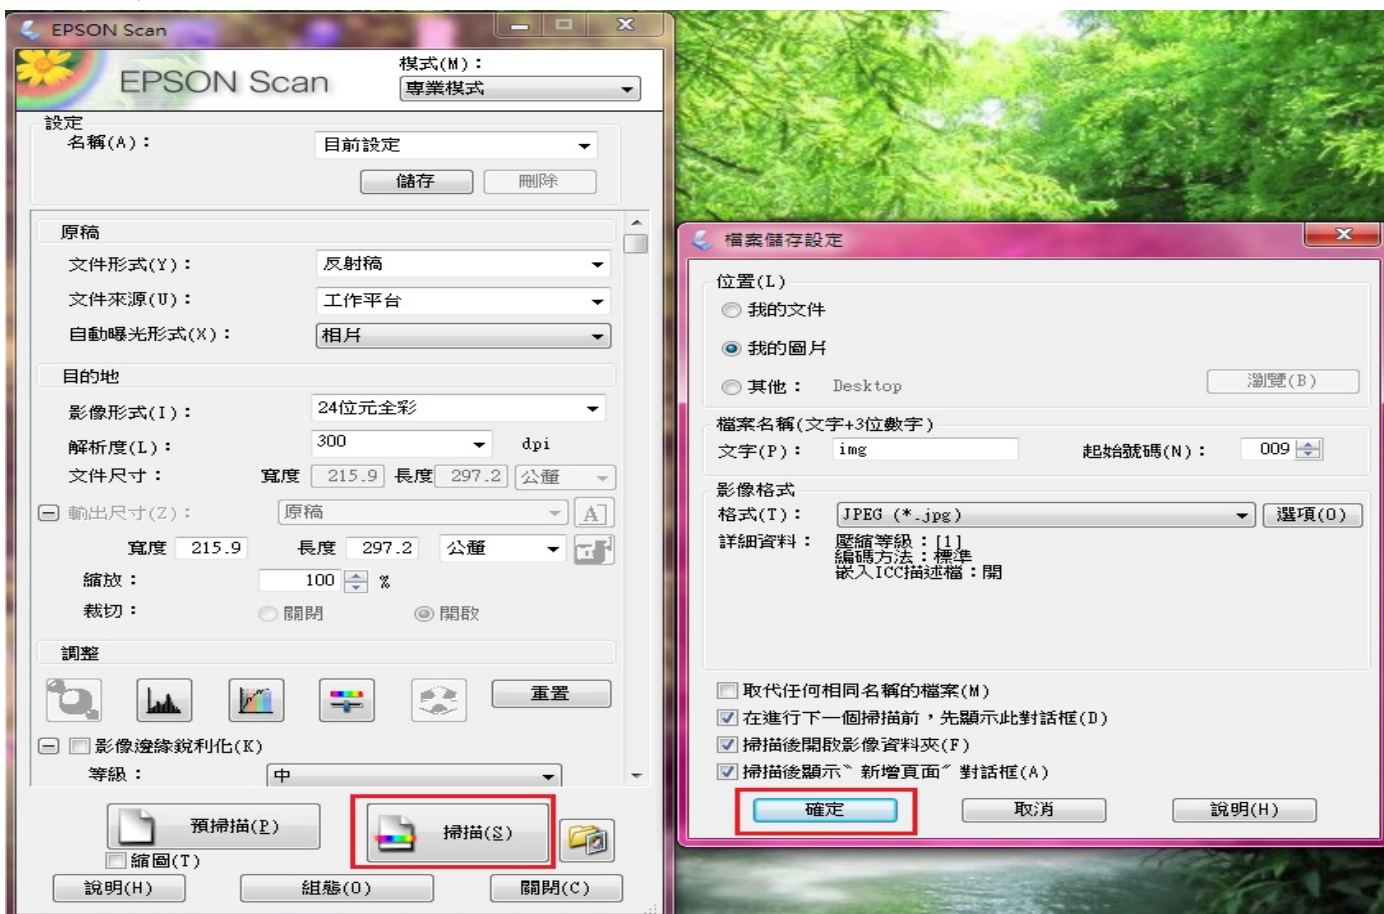 EPSON Scan
EPSON Scan
模式(M)：
專業模式
設定
名稱(A)：
目前設定
儲存
刪除
原稿
文件形式(Y)：
反射稿
文件來源(U)：
工作平台
自動曝光形式(X)：
相片
目的地
影像形式(I)：
24位元全彩
解析度(L)：
300
dpi
文件尺寸：
寬度 215.9 長度 297.2 公釐
輸出尺寸(Z)：
原稿
寬度 215.9 長度 297.2 公釐
縮放：
100 %
裁切：
關閉
開啟
調整
重置
影像邊緣銳利化(K)
等級：
中
預掃描(P)
掃描(S)
縮圖(T)
說明(H)
組態(O)
關閉(C)
檔案儲存設定
位置(L)
我的文件
我的圖片
其他： Desktop
瀏覽(B)
檔案名稱(文字+3位數字)
文字(P)： img
起始號碼(N)： 009
影像格式
格式(T)： JPEG (*.jpg)
選項(O)
詳細資料： 壓縮等級：[1]
編碼方法：標準
嵌入ICC描述檔：開
取代任何相同名稱的檔案(M)
在進行下一個掃描前，先顯示此對話框(D)
掃描後開啟影像資料夾(F)
掃描後顯示〝新增頁面〞對話框(A)
確定
取消
說明(H)